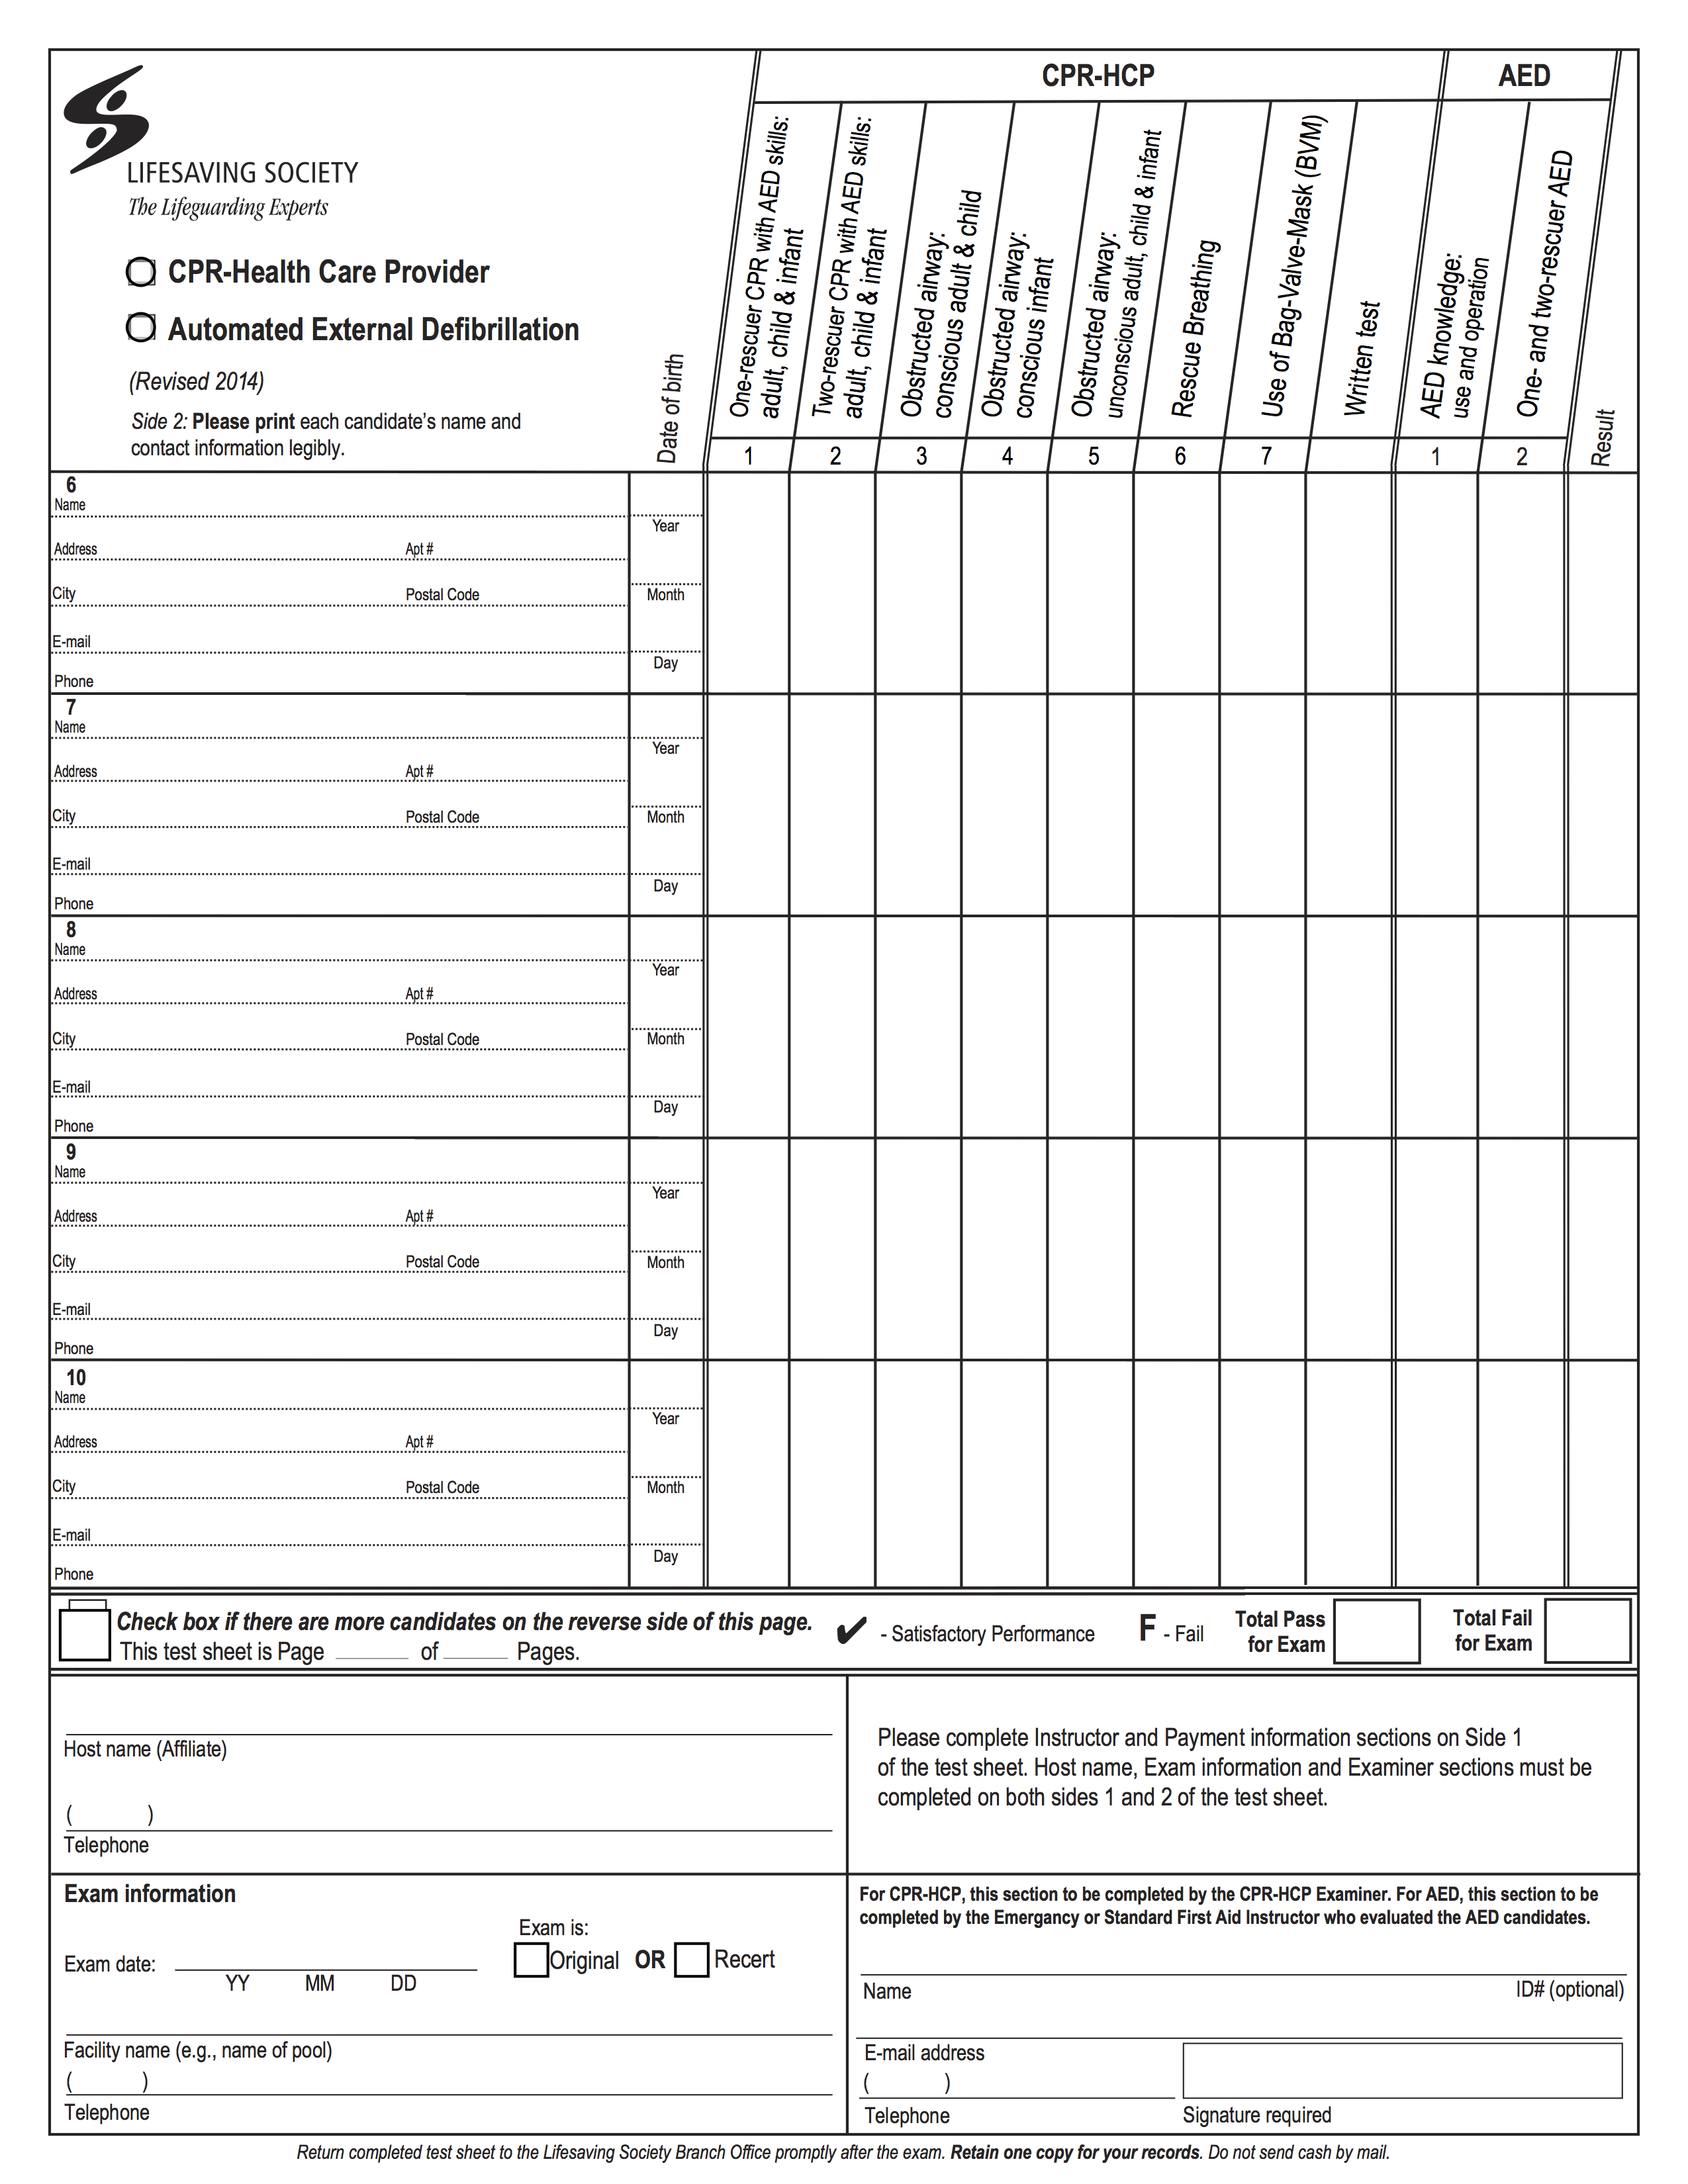 CPR-HCP
AED
LIFESAVING SOCIETY
The Lifeguarding Experts
CPR-Health Care Provider
Automated External Defibrillation
(Revised 2014)
Side 2: Please print each candidate's name and
contact information legibly.
Date of birth
One-rescuer CPR with AED skills:
adult, child & infant
Two-rescuer CPR with AED skills:
adult, child & infant
Obstructed airway:
conscious adult & child
Obstructed airway:
conscious infant
Obstructed airway:
unconscious adult, child & infant
Rescue Breathing
Use of Bag-Valve-Mask (BVM)
Written test
AED knowledge:
use and operation
One- and two-rescuer AED
Result
1 2 3 4 5 6 7 1 2
6
Name
Year
Address Apt #
City Postal Code Month
E-mail
Day
Phone
7
Name
Year
Address Apt #
City Postal Code Month
E-mail
Day
Phone
8
Name
Year
Address Apt #
City Postal Code Month
E-mail
Day
Phone
9
Name
Year
Address Apt #
City Postal Code Month
E-mail
Day
Phone
10
Name
Year
Address Apt #
City Postal Code Month
E-mail
Day
Phone
Check box if there are more candidates on the reverse side of this page.
This test sheet is Page ______ of ______ Pages.
✔ - Satisfactory Performance
F - Fail
Total Pass
for Exam
Total Fail
for Exam
Host name (Affiliate)
( )
Telephone
Please complete Instructor and Payment information sections on Side 1
of the test sheet. Host name, Exam information and Examiner sections must be
completed on both sides 1 and 2 of the test sheet.
Exam information
Exam is:
Exam date: Original OR Recert
YY MM DD
Facility name (e.g., name of pool)
( )
Telephone
For CPR-HCP, this section to be completed by the CPR-HCP Examiner. For AED, this section to be
completed by the Emergancy or Standard First Aid Instructor who evaluated the AED candidates.
Name ID# (optional)
E-mail address
( )
Telephone Signature required
Return completed test sheet to the Lifesaving Society Branch Office promptly after the exam. Retain one copy for your records. Do not send cash by mail.